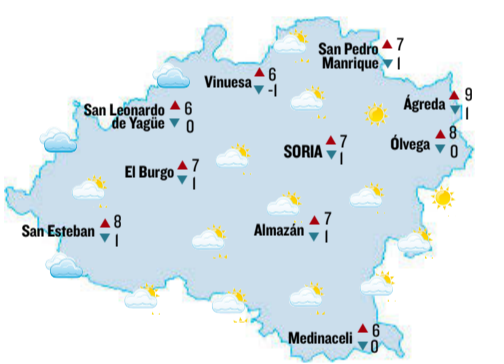 San Pedro
Manrique
7
1
Vinuesa
6
-1
Ágreda
9
1
San Leonardo
de Yagüe
6
0
Ólvega
8
0
SORIA
7
1
El Burgo
7
1
San Esteban
8
1
Almazán
7
1
Medinaceli
6
0